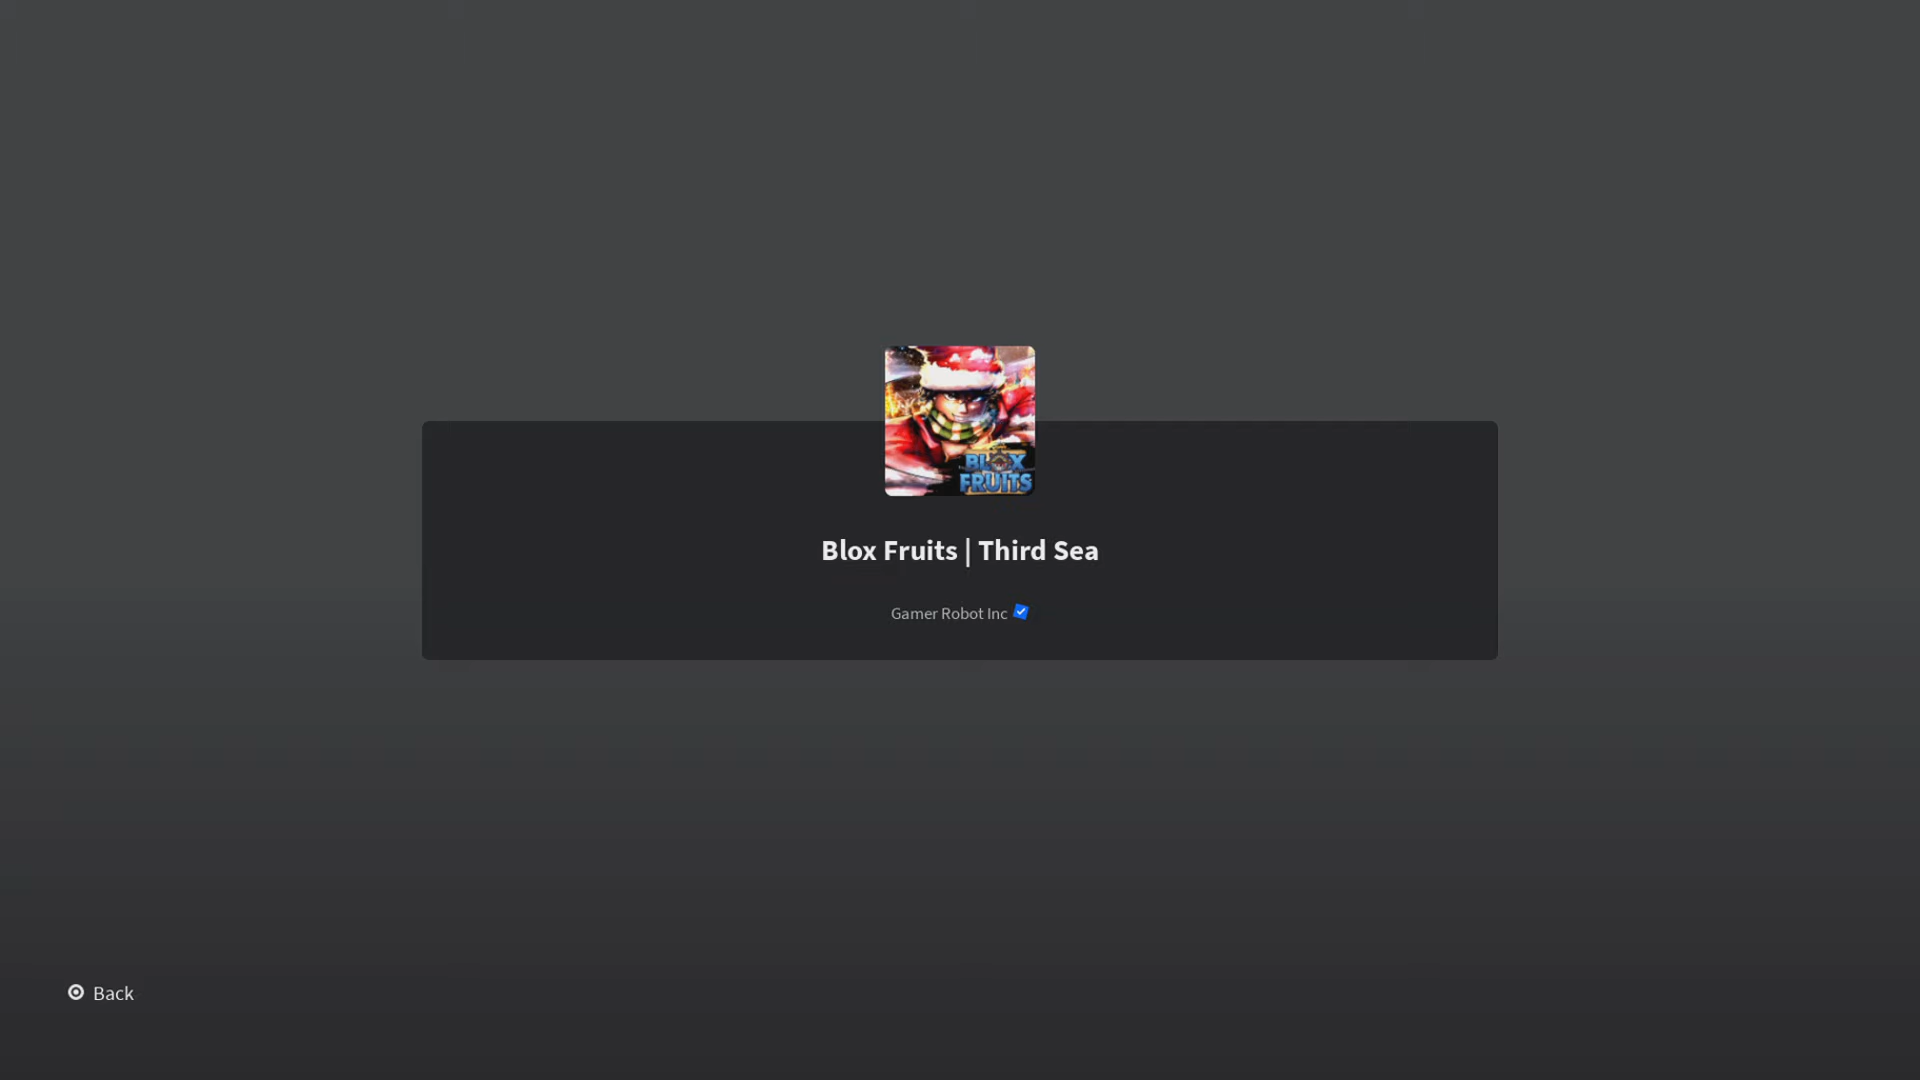 BLOX
FRUITS
Blox Fruits | Third Sea
Gamer Robot Inc
Back